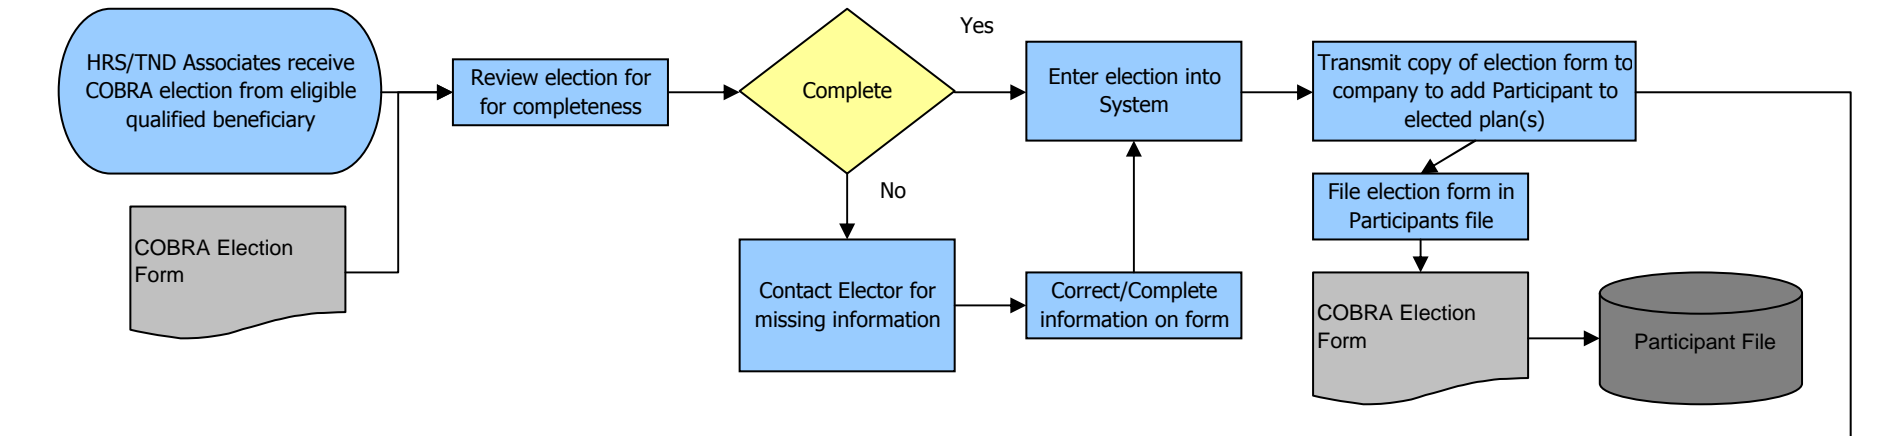 HRS/TND Associates receive
COBRA election from eligible
qualified beneficiary
Review election for
for completeness
Complete
Yes
Enter election into
System
Transmit copy of election form to
company to add Participant to
elected plan(s)
No
File election form in
Participants file
COBRA Election
Form
Contact Elector for
missing information
Correct/Complete
information on form
COBRA Election
Form
Participant File